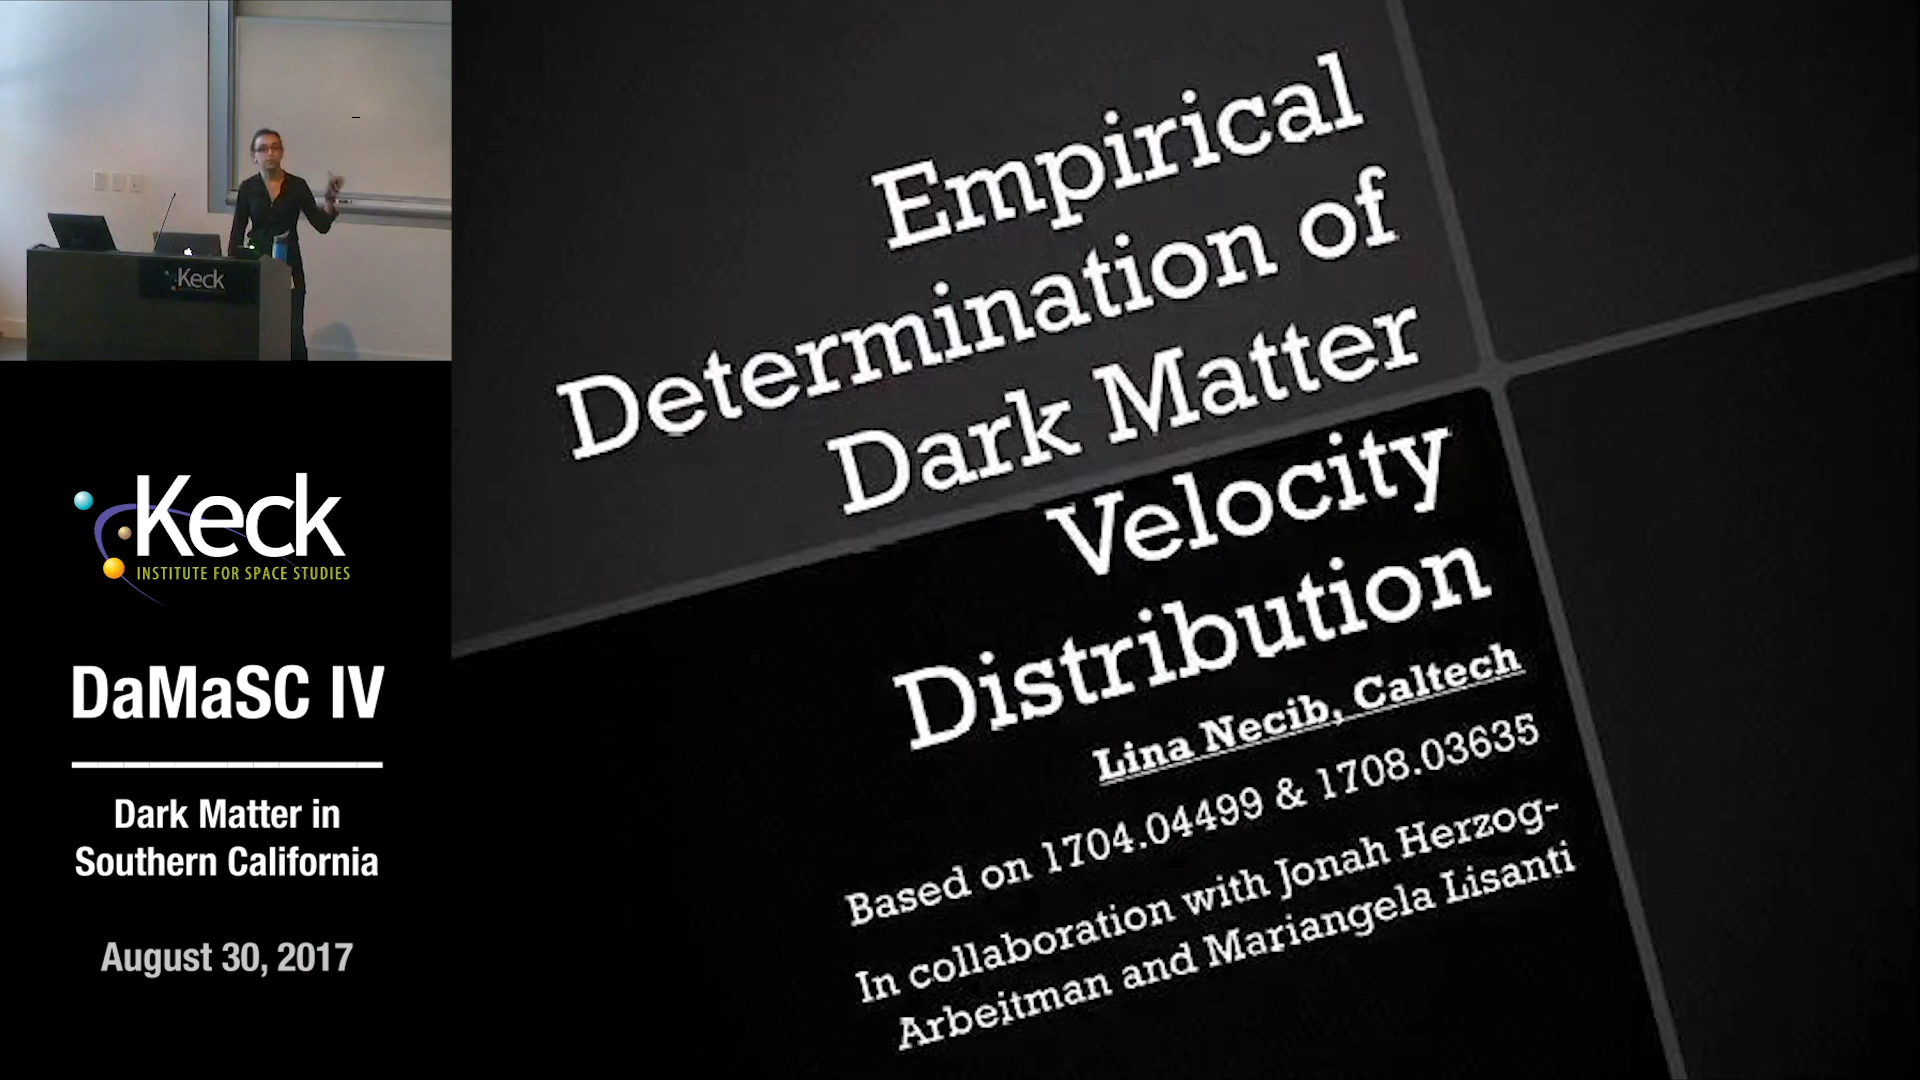 Keck
Keck
INSTITUTE FOR SPACE STUDIES
DaMaSC IV
Dark Matter in
Southern California
August 30, 2017
Empirical
Determination of
Dark Matter
Velocity
Distribution
Lina Necib, Caltech
Based on 1704.04499 & 1708.03635
In collaboration with Jonah Herzog-
Arbeitman and Mariangela Lisanti